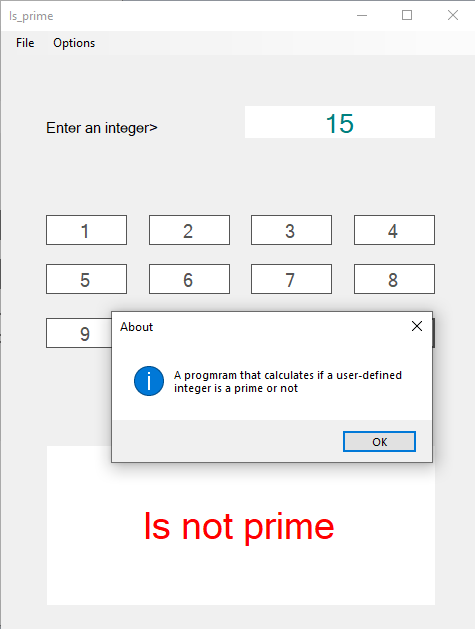 Is_prime
File Options
Enter an integer>
15
1 2 3 4
5 6 7 8
9
About
A progmram that calculates if a user-defined
integer is a prime or not
OK
Is not prime